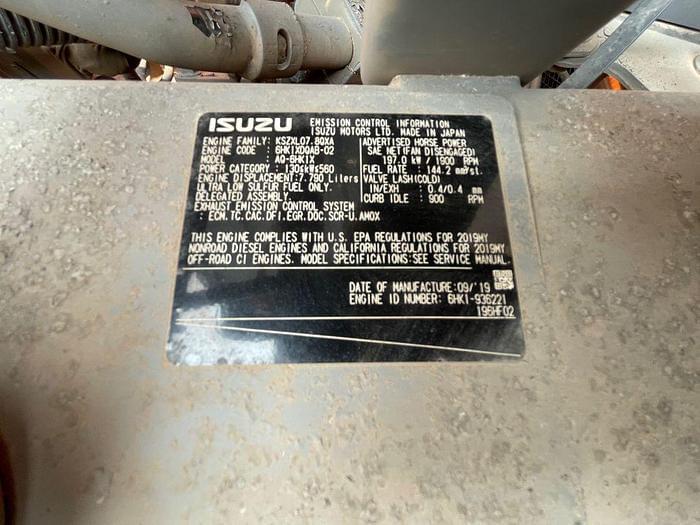 ISUZU
EMISSION CONTROL INFORMATION
ISUZU MOTORS LTD. MADE IN JAPAN
ENGINE FAMILY: KSZXL07.8QXA
ENGINE CODE : 6HK1XDQAB-02
MODEL : AQ-6HK1X
POWER CATEGORY : 130≤kW≤560
ENGINE DISPLACEMENT: 7.790 Liters
ULTRA LOW SULFUR FUEL ONLY.
DELEGATED ASSEMBLY.
EXHAUST EMISSION CONTROL SYSTEM
: ECM.TC.CAC.DFI.EGR.DOC.SCR-U.AMOX
ADVERTISED HORSE POWER
SAE NET(FAN DISENGAGED)
197.0 kW / 1900 RPM
FUEL RATE : 144.2 mm³/st.
VALVE LASH(COLD)
IN/EXH : 0.4/0.4 mm
CURB IDLE : 900 RPM
THIS ENGINE COMPLIES WITH U.S. EPA REGULATIONS FOR 2019MY
NONROAD DIESEL ENGINES AND CALIFORNIA REGULATIONS FOR 2019MY
OFF-ROAD CI ENGINES. MODEL SPECIFICATIONS:SEE SERVICE MANUAL.
DATE OF MANUFACTURE:09/'19
ENGINE ID NUMBER: 6HK1-936221
196HF02